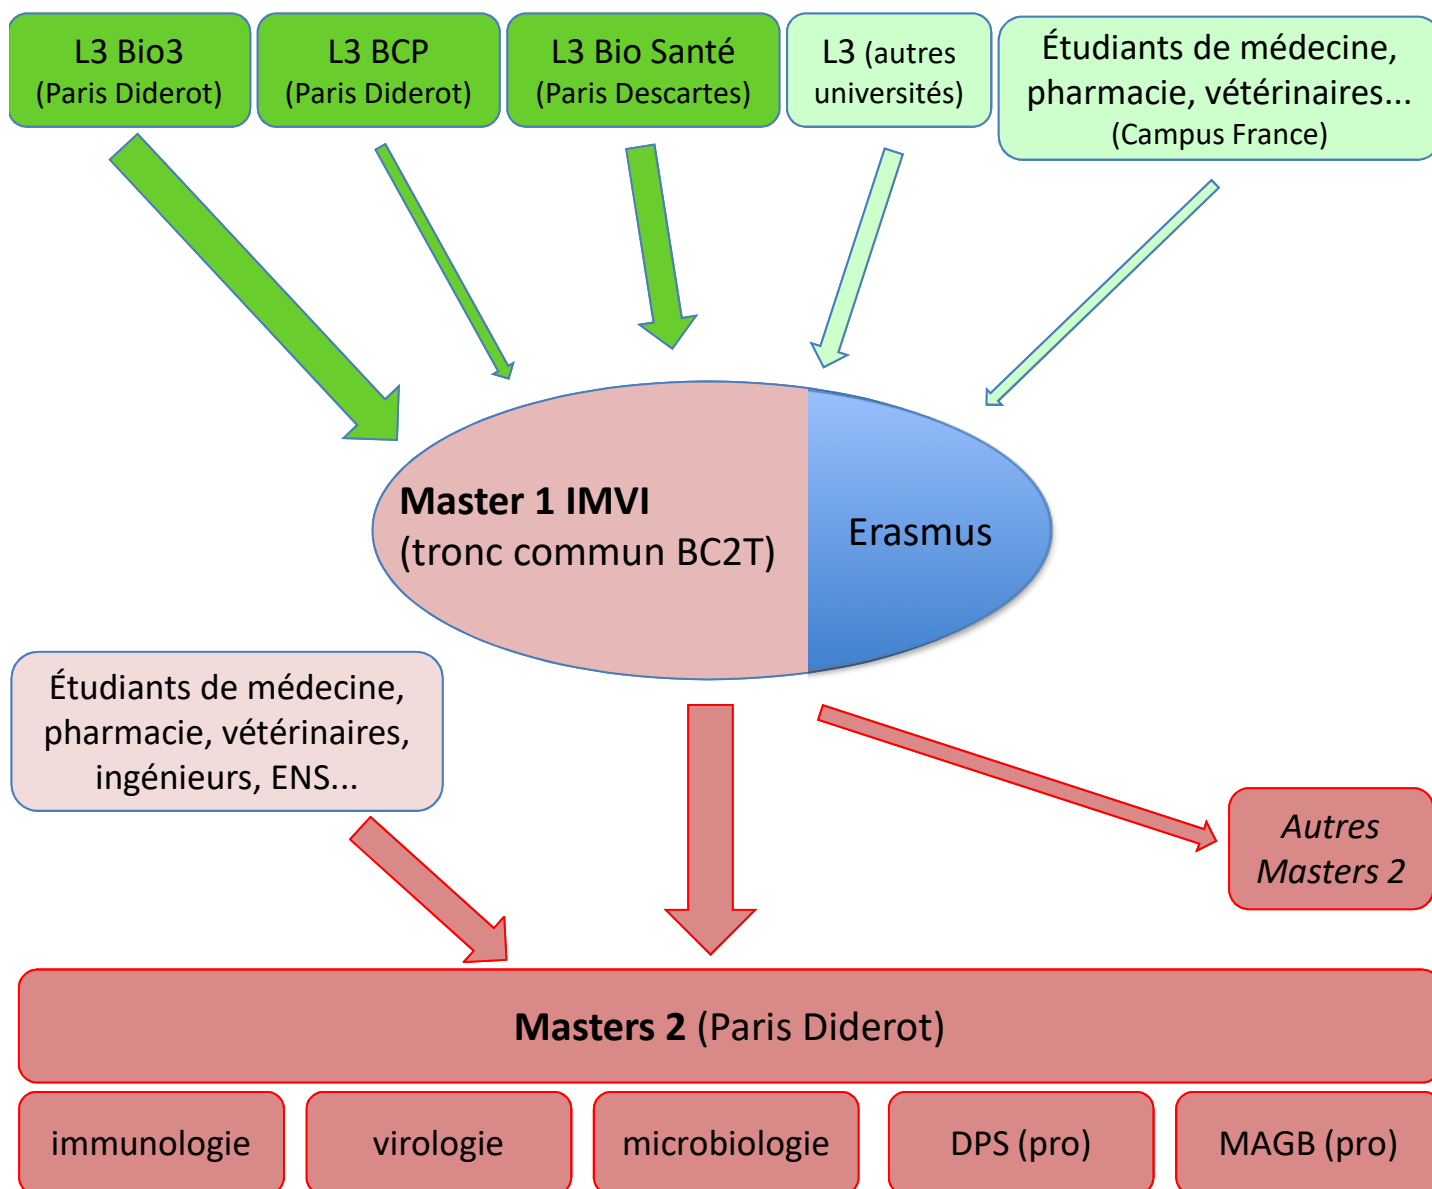 L3 Bio3
(Paris Diderot)
L3 BCP
(Paris Diderot)
L3 Bio Santé
(Paris Descartes)
L3 (autres
universités)
Étudiants de médecine,
pharmacie, vétérinaires...
(Campus France)
Master 1 IMVI
(tronc commun BC2T)
Erasmus
Étudiants de médecine,
pharmacie, vétérinaires,
ingénieurs, ENS...
Autres
Masters 2
Masters 2 (Paris Diderot)
immunologie
virologie
microbiologie
DPS (pro)
MAGB (pro)